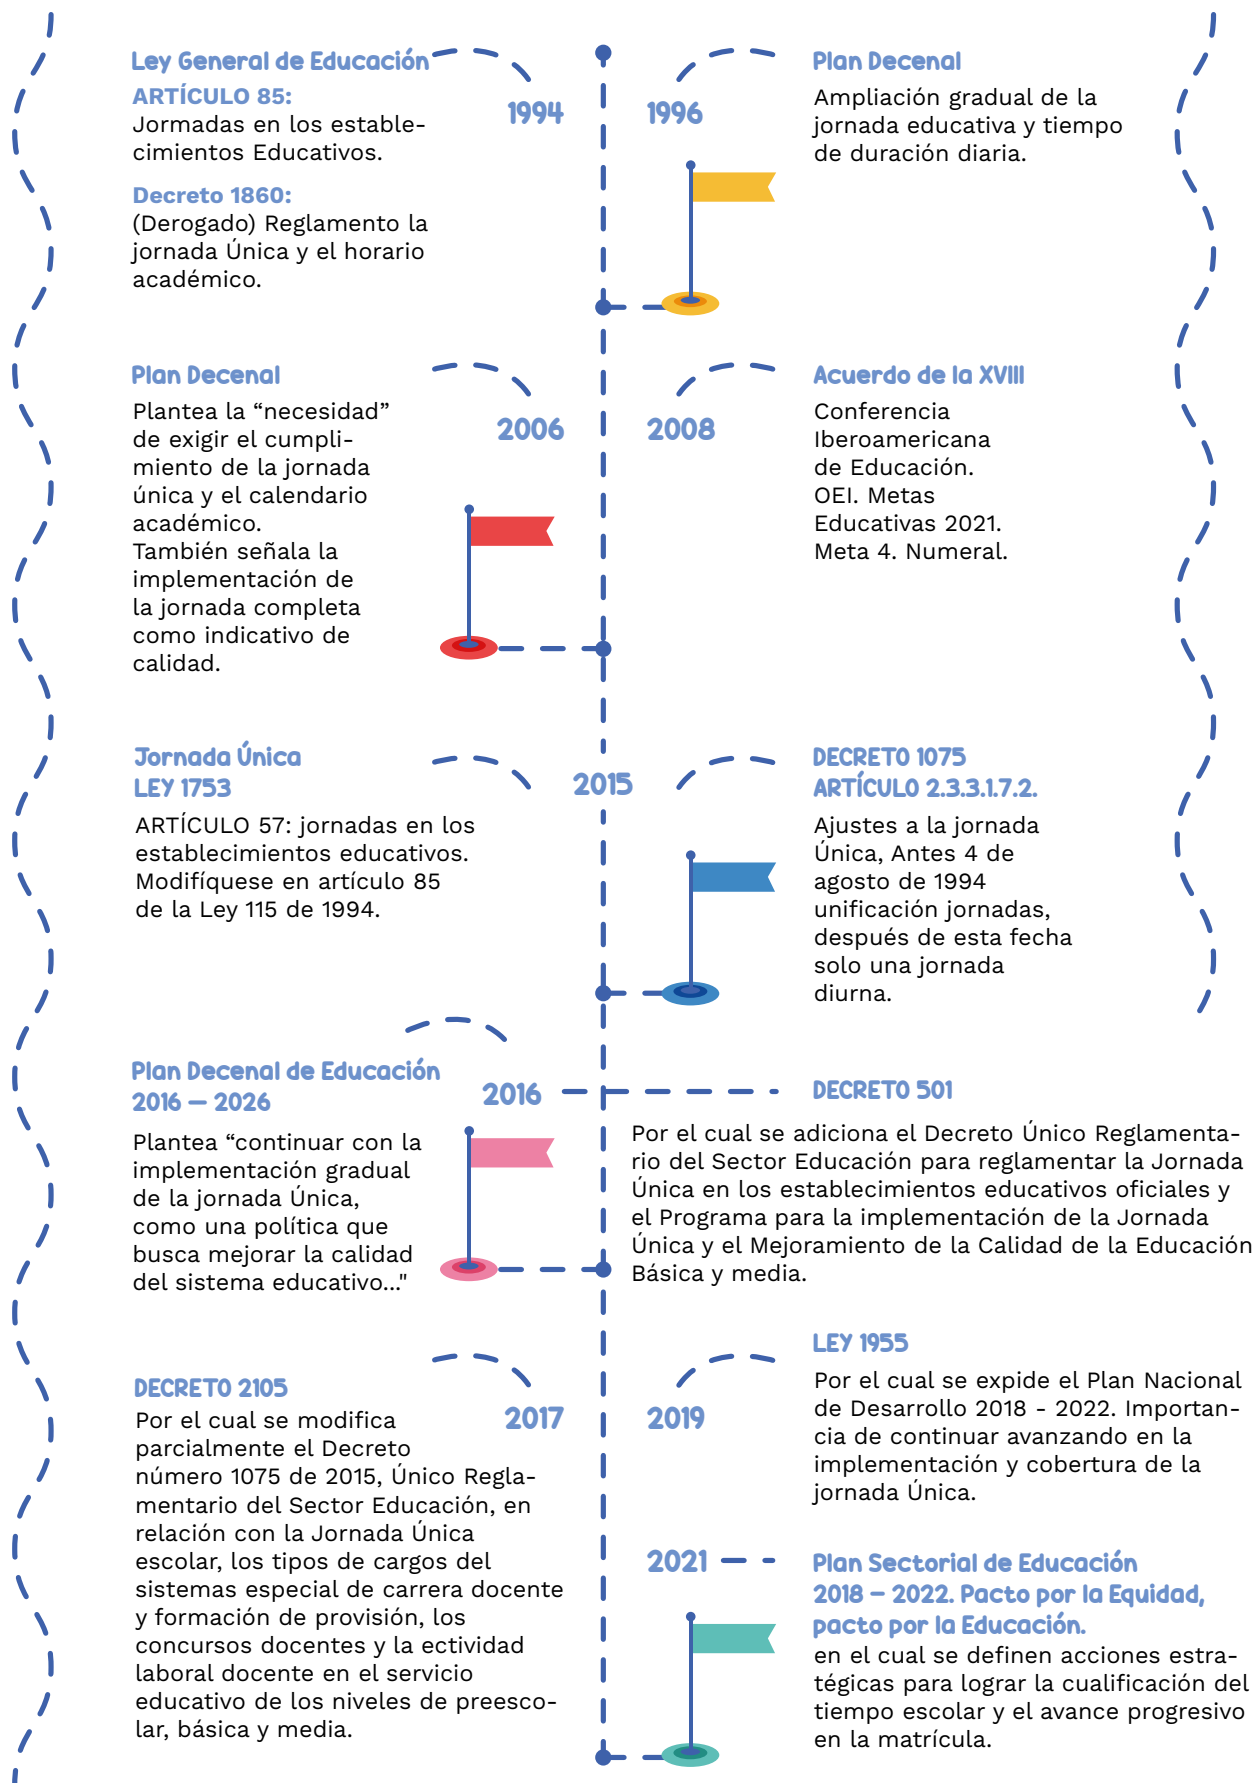 Ley General de Educación
ARTÍCULO 85:
Jormadas en los estable-
cimientos Educativos.
Decreto 1860:
(Derogado) Reglamento la
jornada Única y el horario
académico.
1994
1996
Plan Decenal
Ampliación gradual de la
jornada educativa y tiempo
de duración diaria.
Plan Decenal
Plantea la “necesidad”
de exigir el cumpli-
miento de la jornada
única y el calendario
académico.
También señala la
implementación de
la jornada completa
como indicativo de
calidad.
2006
2008
Acuerdo de la XVIII
Conferencia
Iberoamericana
de Educación.
OEI. Metas
Educativas 2021.
Meta 4. Numeral.
Jornada Única
LEY 1753
ARTÍCULO 57: jornadas en los
establecimientos educativos.
Modifíquese en artículo 85
de la Ley 115 de 1994.
2015
DECRETO 1075
ARTÍCULO 2.3.3.1.7.2.
Ajustes a la jornada
Única, Antes 4 de
agosto de 1994
unificación jornadas,
después de esta fecha
solo una jornada
diurna.
Plan Decenal de Educación
2016 – 2026
Plantea “continuar con la
implementación gradual
de la jornada Única,
como una política que
busca mejorar la calidad
del sistema educativo..."
2016
DECRETO 501
Por el cual se adiciona el Decreto Único Reglamenta-
rio del Sector Educación para reglamentar la Jornada
Única en los establecimientos educativos oficiales y
el Programa para la implementación de la Jornada
Única y el Mejoramiento de la Calidad de la Educación
Básica y media.
DECRETO 2105
Por el cual se modifica
parcialmente el Decreto
número 1075 de 2015, Único Regla-
mentario del Sector Educación, en
relación con la Jornada Única
escolar, los tipos de cargos del
sistemas especial de carrera docente
y formación de provisión, los
concursos docentes y la ectividad
laboral docente en el servicio
educativo de los niveles de preesco-
lar, básica y media.
2017
2019
LEY 1955
Por el cual se expide el Plan Nacional
de Desarrollo 2018 - 2022. Importan-
cia de continuar avanzando en la
implementación y cobertura de la
jornada Única.
2021
Plan Sectorial de Educación
2018 – 2022. Pacto por la Equidad,
pacto por la Educación.
en el cual se definen acciones estra-
tégicas para lograr la cualificación del
tiempo escolar y el avance progresivo
en la matrícula.